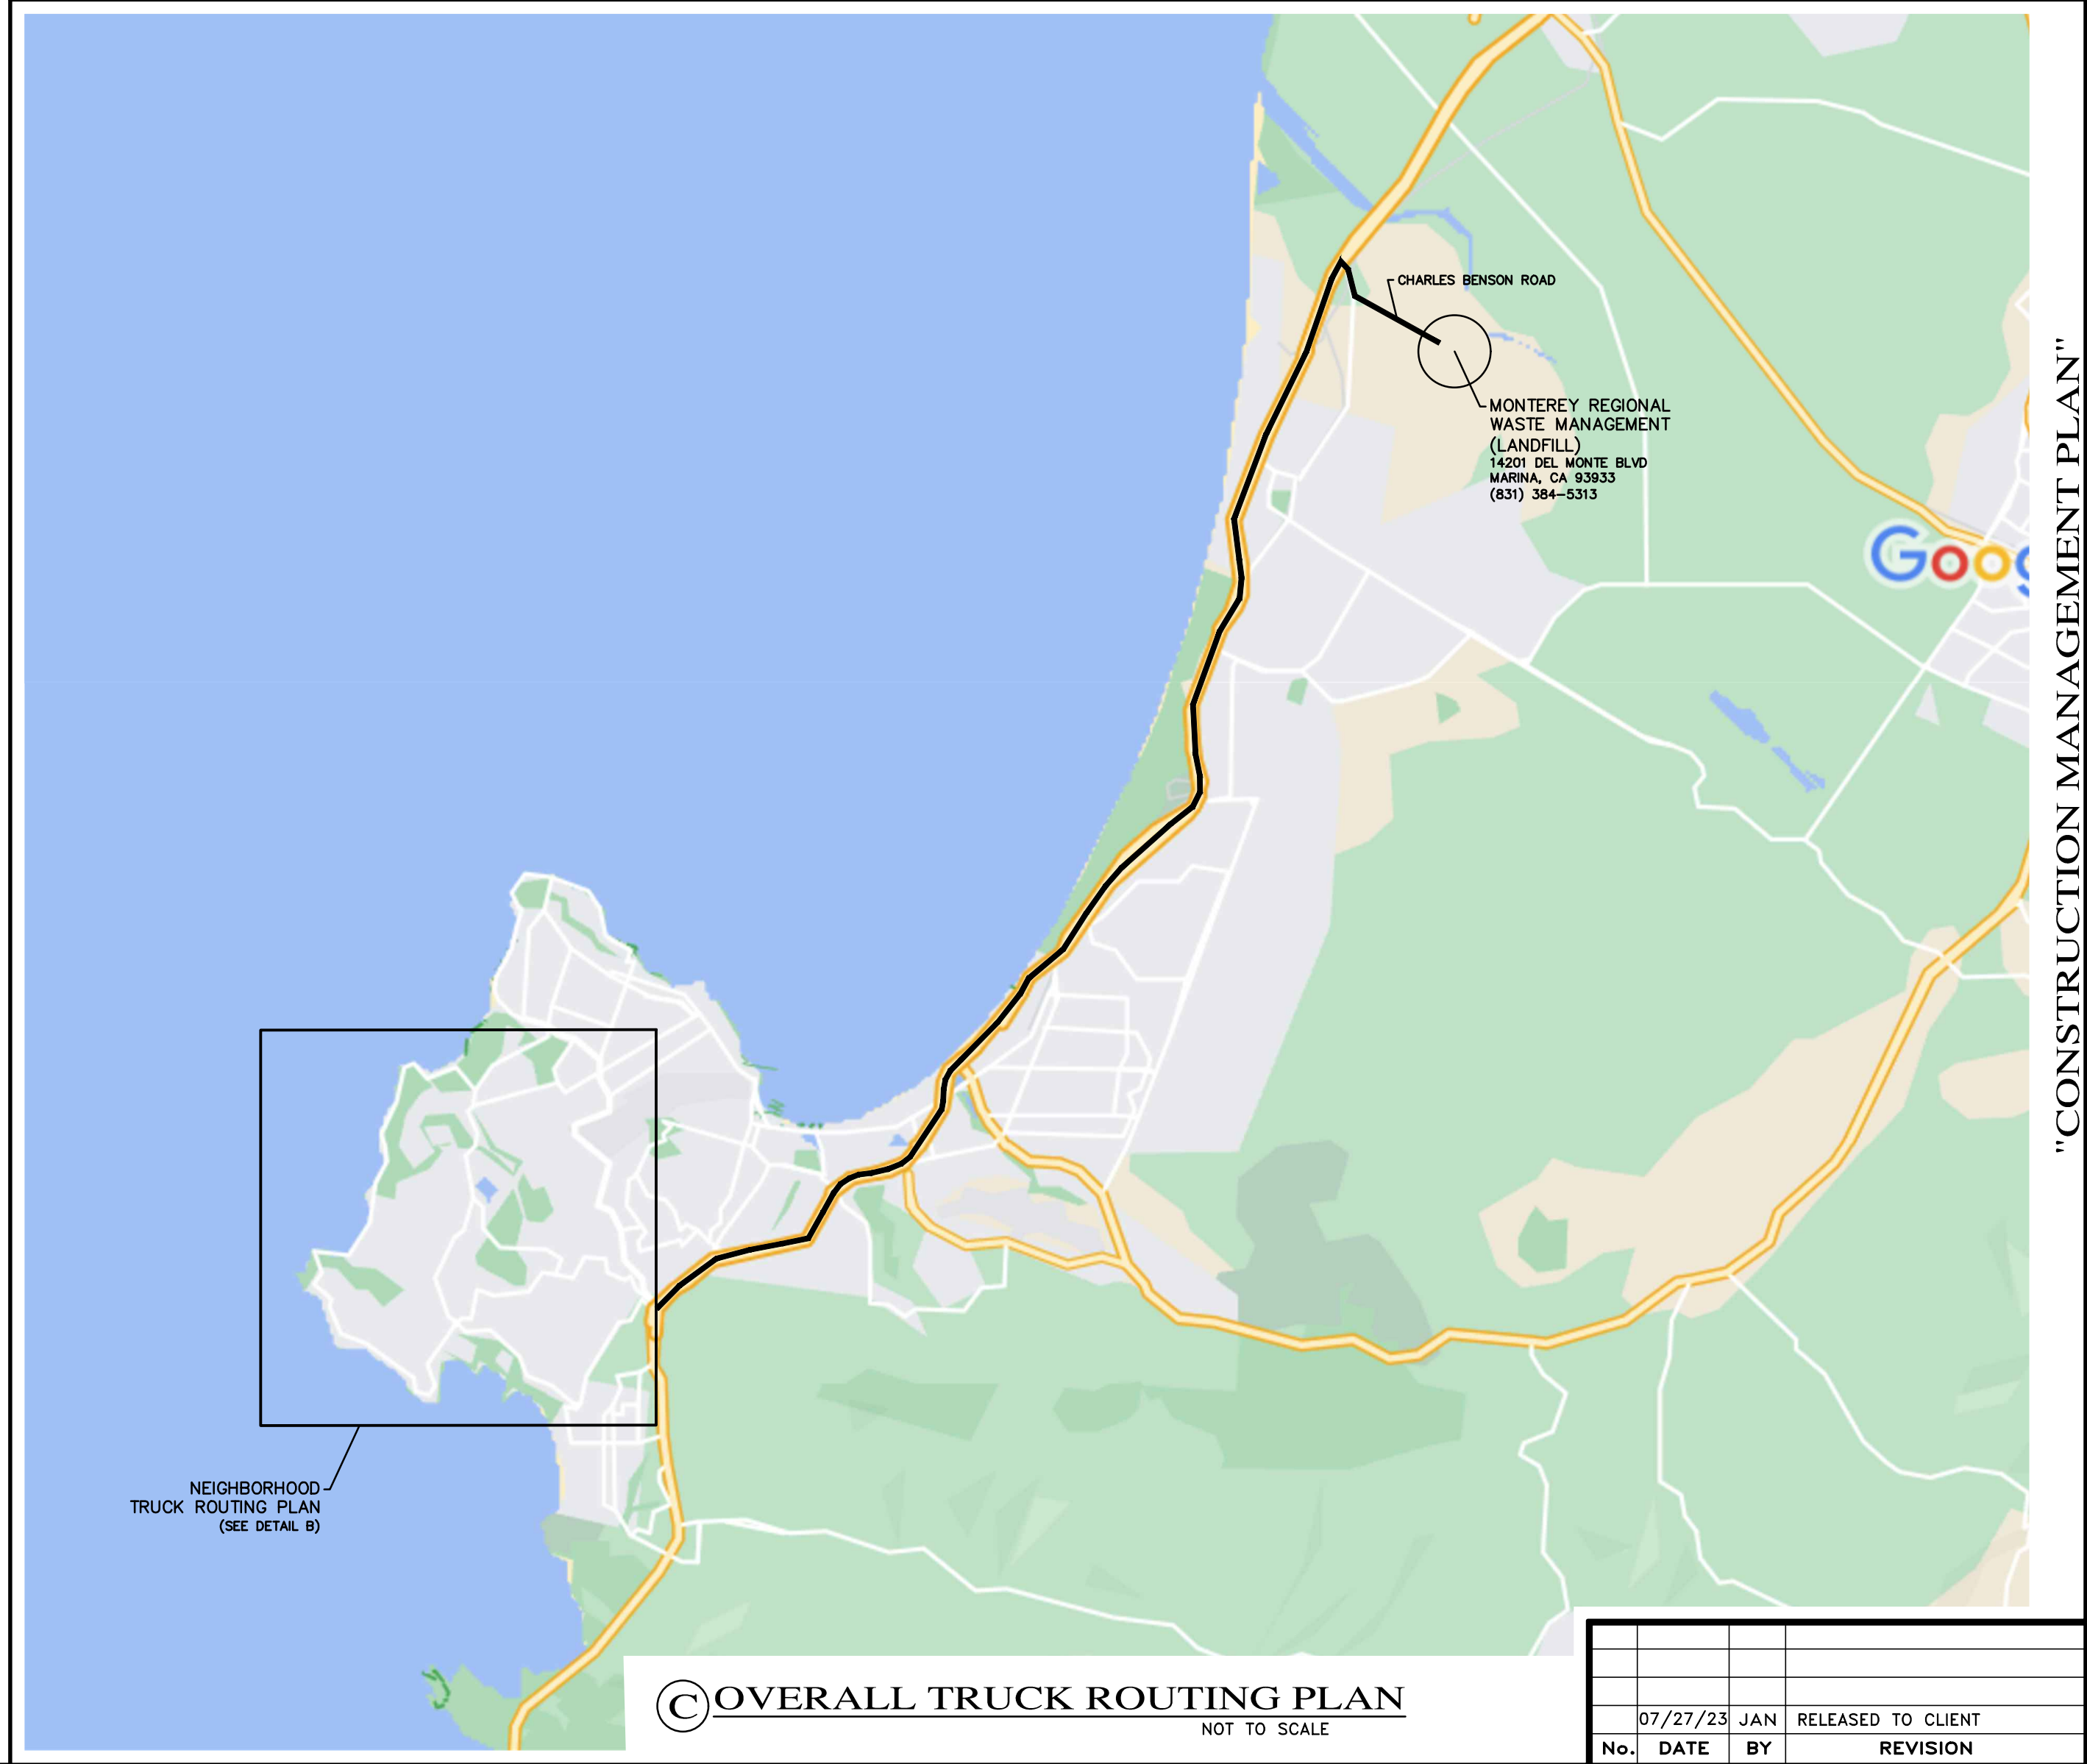 CHARLES BENSON ROAD
MONTEREY REGIONAL
WASTE MANAGEMENT
(LANDFILL)
14201 DEL MONTE BLVD
MARINA, CA 93933
(831) 384-5313
"CONSTRUCTION MANAGEMENT PLAN"
NEIGHBORHOOD
TRUCK ROUTING PLAN
(SEE DETAIL B)
C OVERALL TRUCK ROUTING PLAN
NOT TO SCALE
07/27/23 JAN RELEASED TO CLIENT
No. DATE BY REVISION